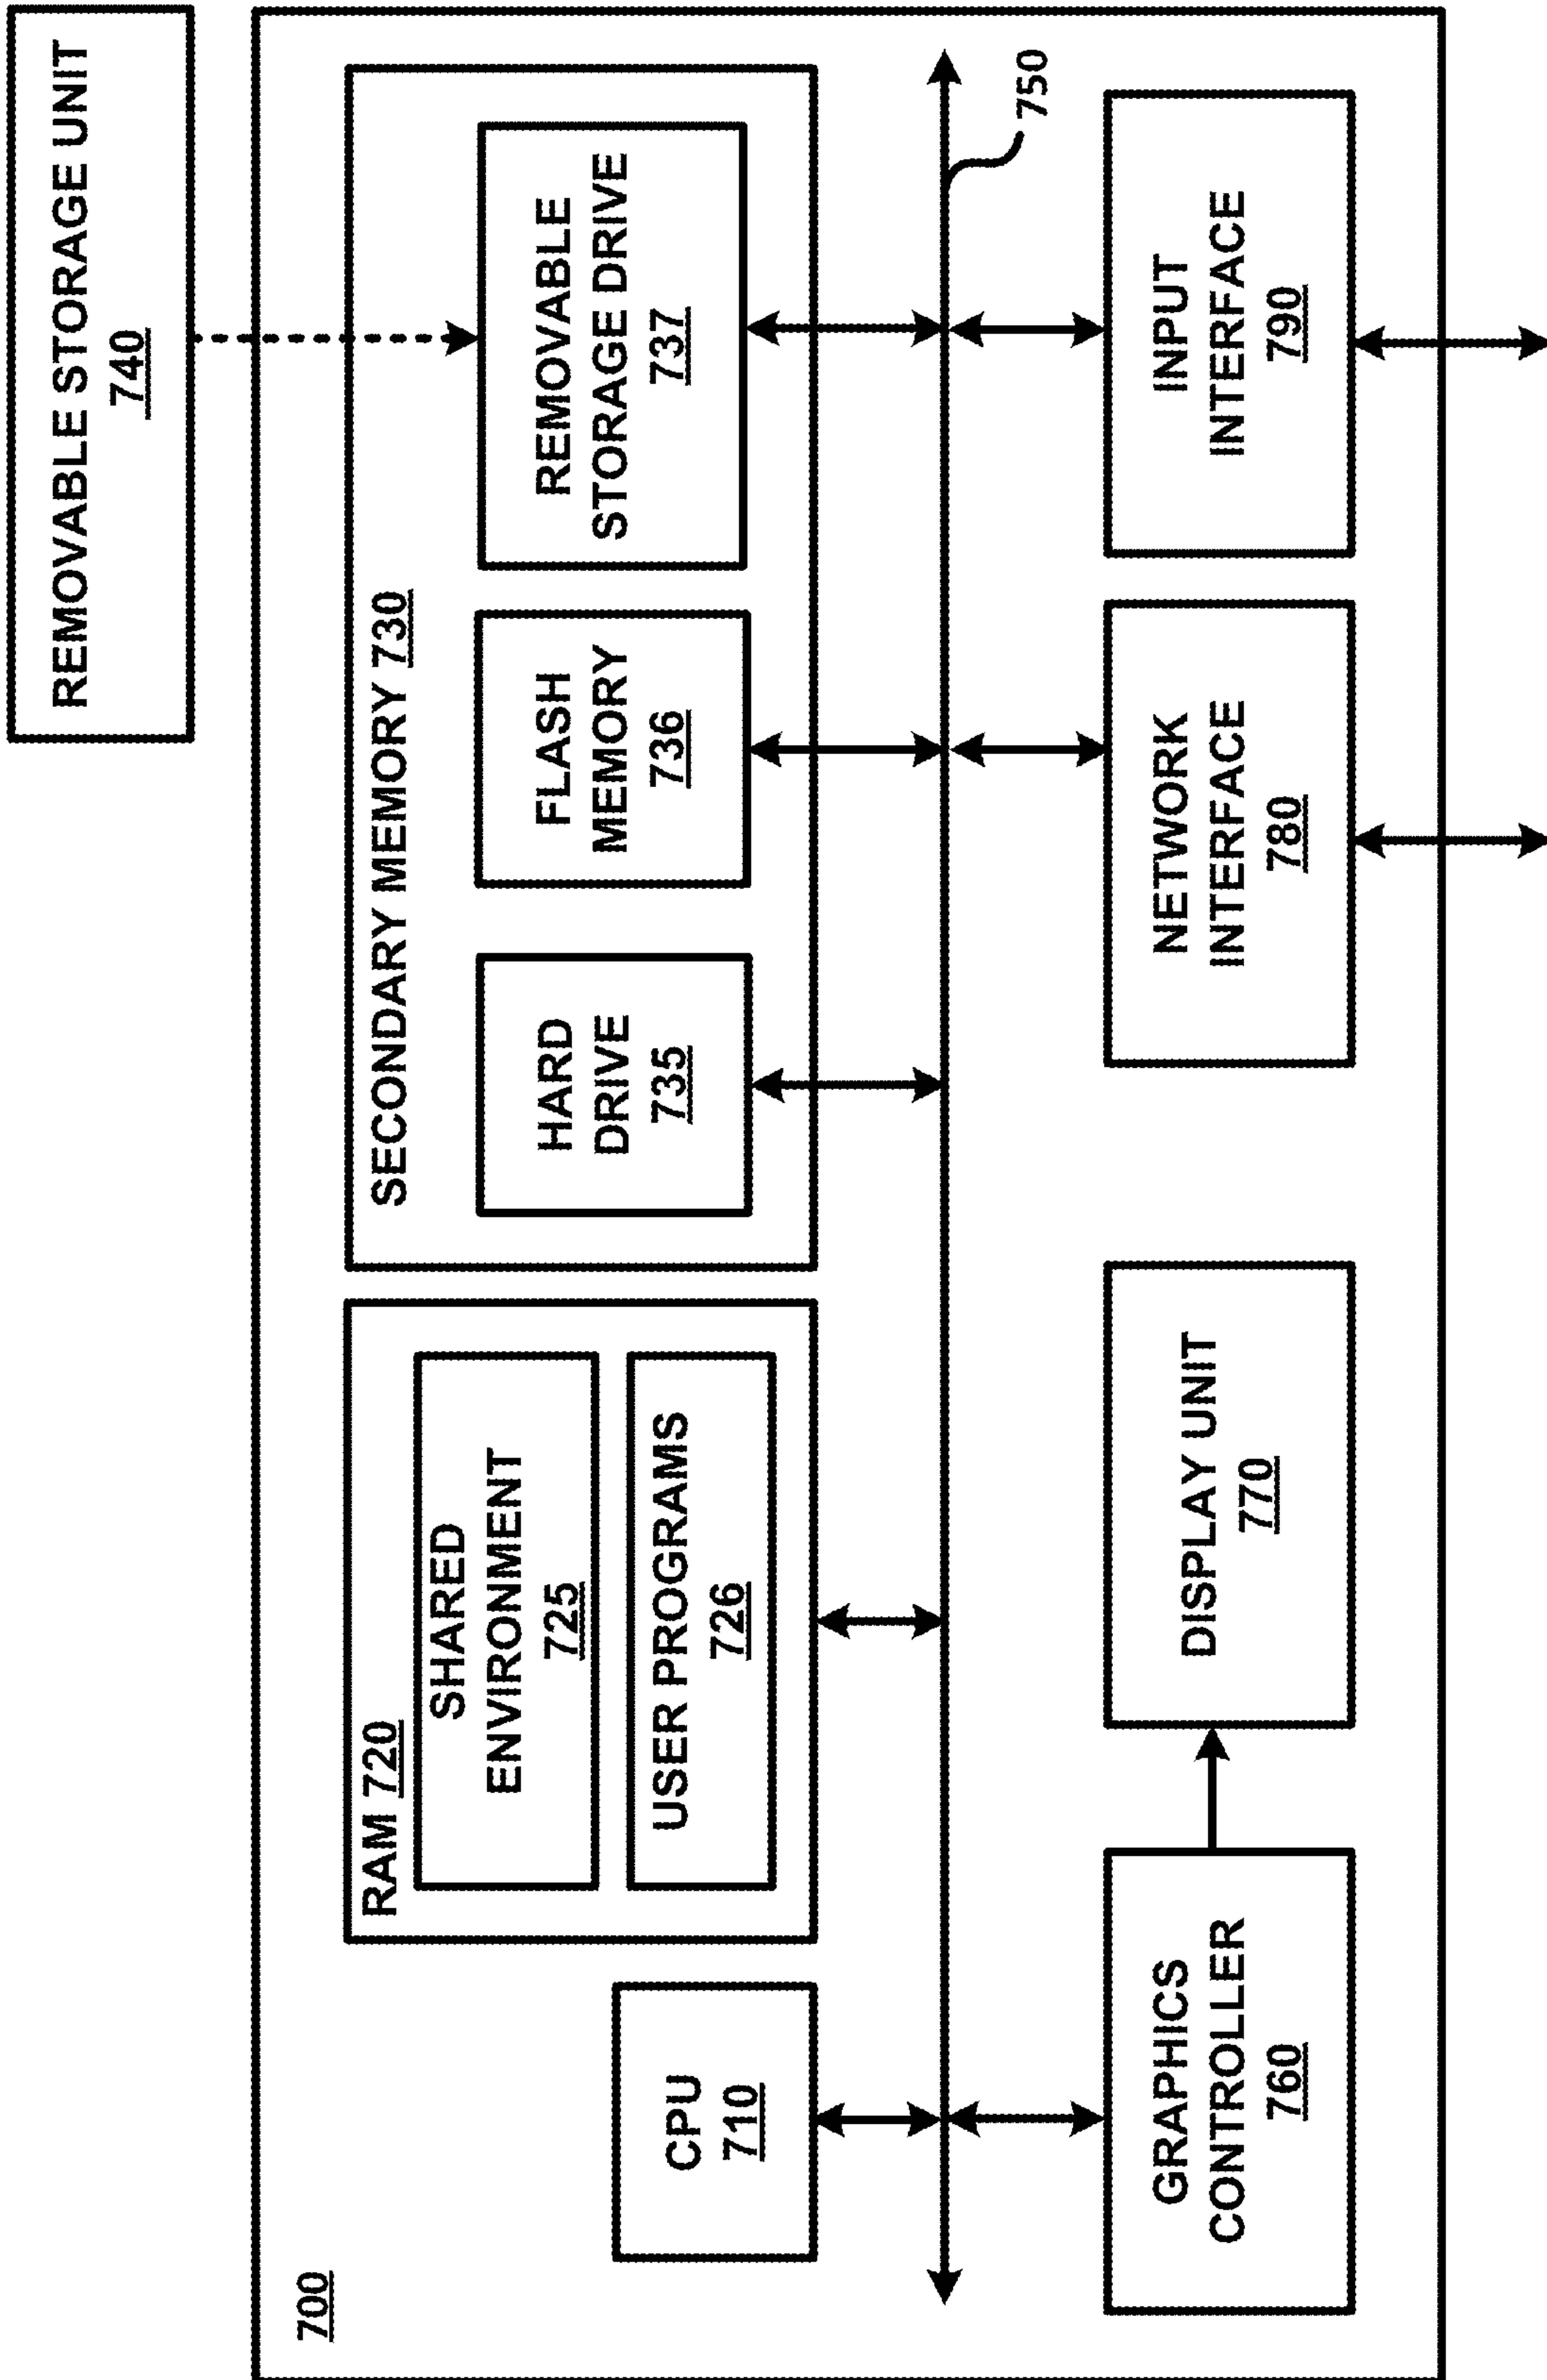 REMOVABLE STORAGE UNIT
740
700
RAM 720
SHARED
ENVIRONMENT
725
USER PROGRAMS
726
SECONDARY MEMORY 730
HARD
DRIVE
735
FLASH
MEMORY
736
REMOVABLE
STORAGE DRIVE
737
CPU
710
750
GRAPHICS
CONTROLLER
760
DISPLAY UNIT
770
NETWORK
INTERFACE
780
INPUT
INTERFACE
790